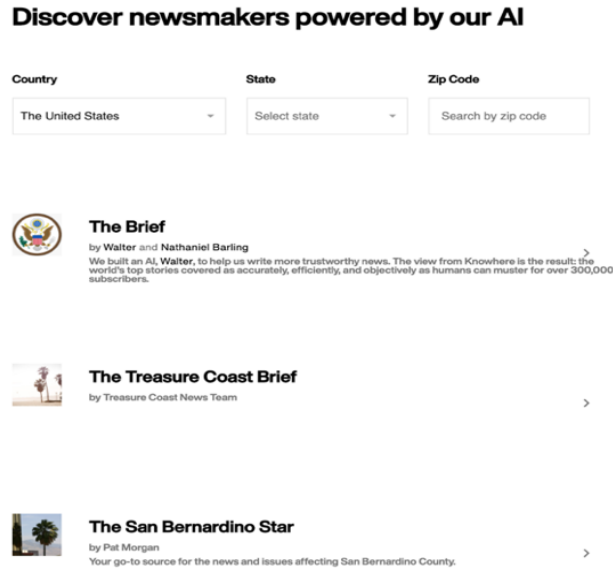 Discover newsmakers powered by our AI
Country State Zip Code
The United States Select state Search by zip code
The Brief
by Walter and Nathaniel Barling
We built an AI, Walter, to help us write more trustworthy news. The view from Knowhere is the result: the
world's top stories covered as accurately, efficiently, and objectively as humans can muster for over 300,000
subscribers.
The Treasure Coast Brief
by Treasure Coast News Team
The San Bernardino Star
by Pat Morgan
Your go-to source for the news and issues affecting San Bernardino County.